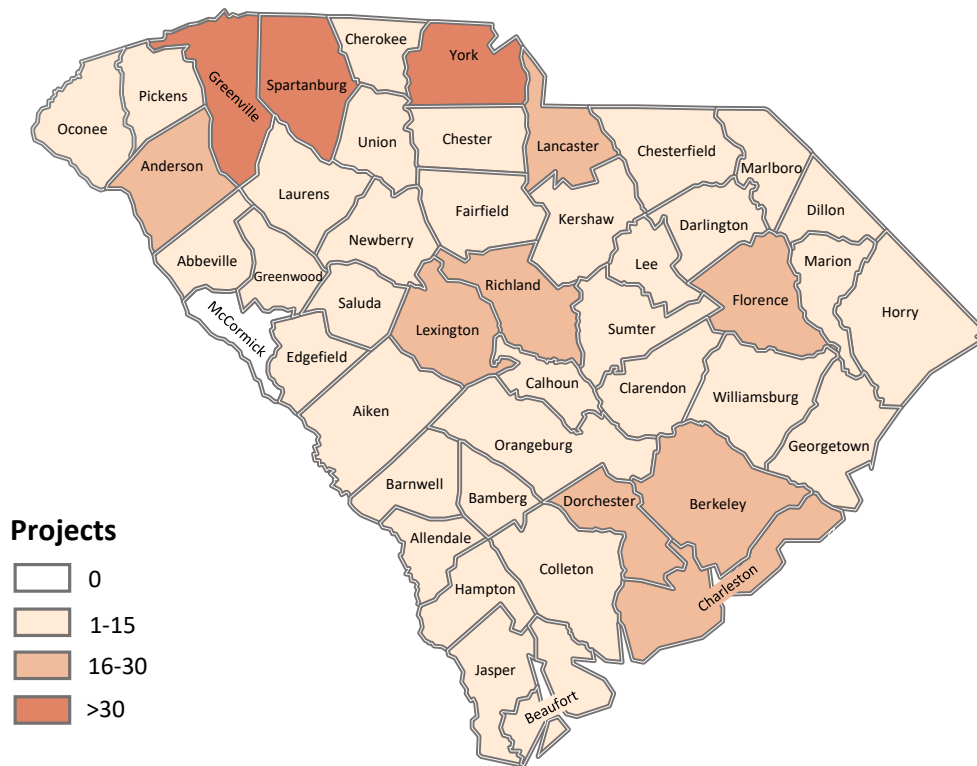 Cherokee
York
Greenville
Spartanburg
Pickens
Oconee
Union
Chester
Lancaster
Chesterfield
Marlboro
Anderson
Laurens
Fairfield
Kershaw
Darlington
Dillon
Newberry
Abbeville
Greenwood
Lee
Marion
Richland
Florence
Saluda
McCormick
Lexington
Sumter
Horry
Edgefield
Calhoun
Clarendon
Williamsburg
Aiken
Orangeburg
Georgetown
Barnwell
Bamberg
Dorchester
Berkeley
Projects
Allendale
Colleton
Charleston
0
Hampton
1-15
16-30
Jasper
Beaufort
>30